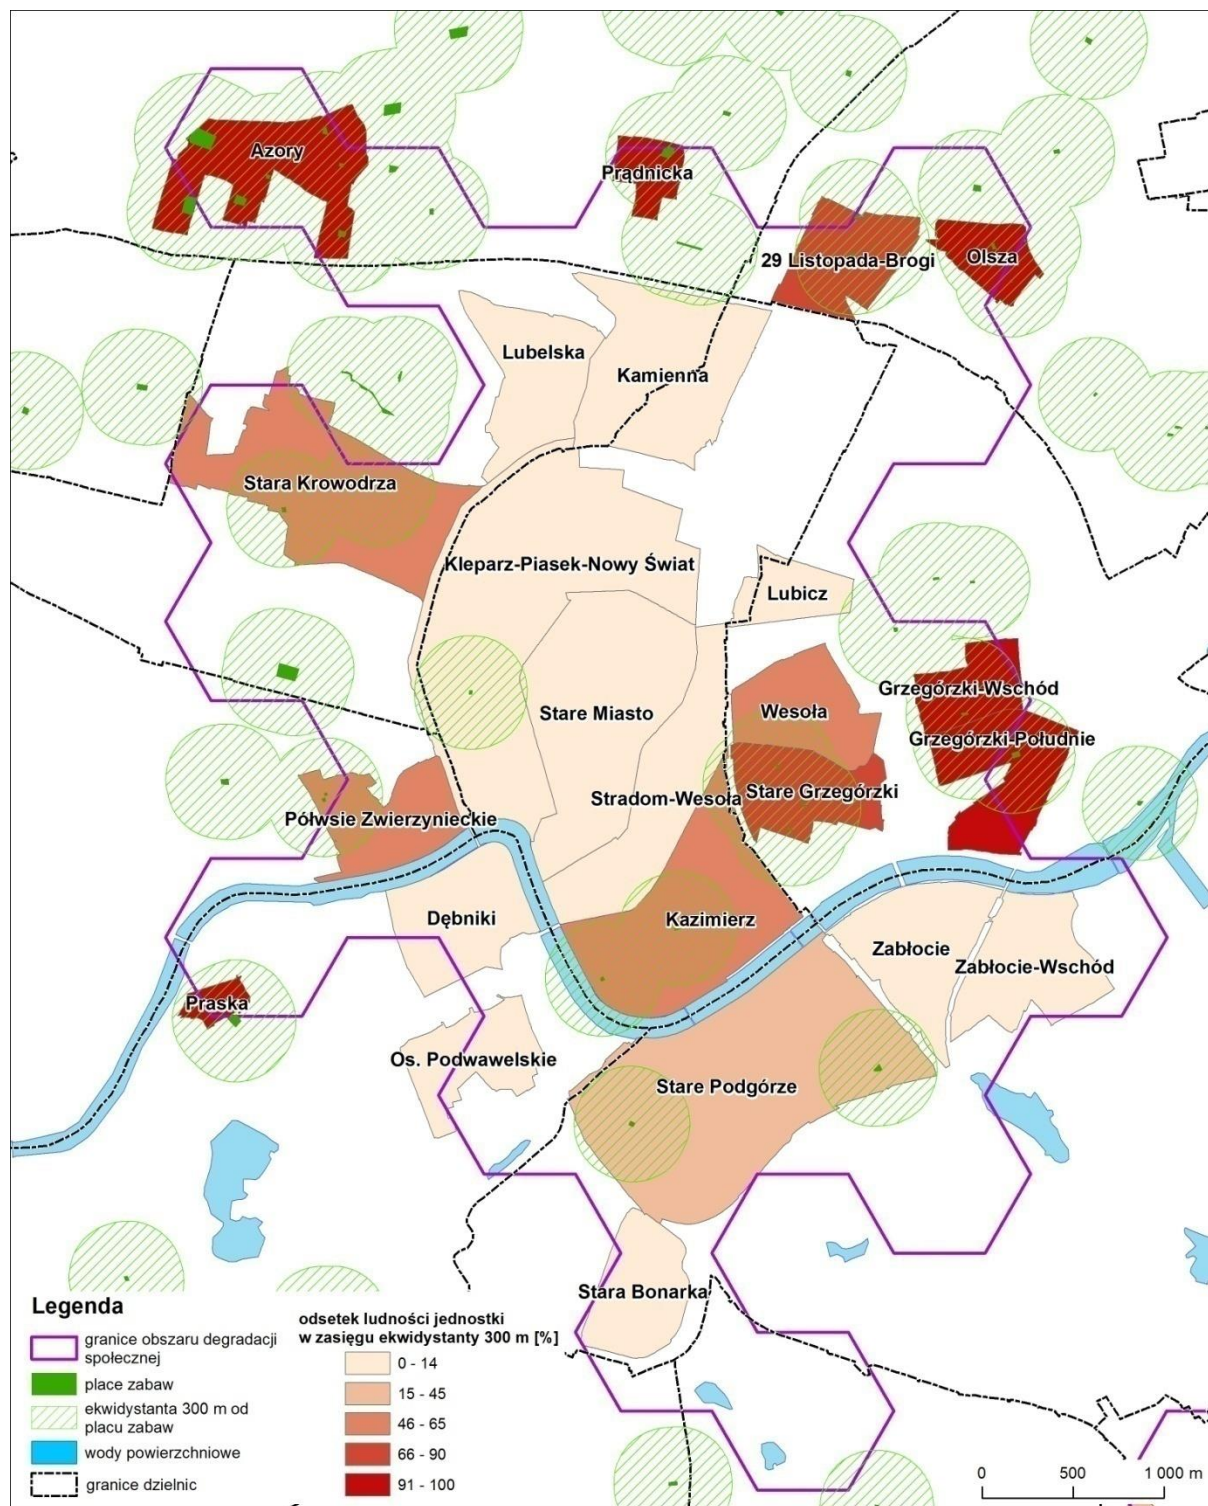 Azory
Prądnicka
29 Listopada-Brogi
Olsza
Lubelska
Kamienna
Stara Krowodrza
Kleparz-Piasek-Nowy Świat
Lubicz
Grzegórzki-Wschód
Stare Miasto
Wesoła
Grzegórzki-Południe
Stradom-Wesoła
Stare Grzegórzki
Półwsie Zwierzynieckie
Dębniki
Kazimierz
Zabłocie
Zabłocie-Wschód
Praska
Os. Podwawelskie
Stare Podgórze
Stara Bonarka
Legenda
granice obszaru degradacji
społecznej
place zabaw
ekwidystanta 300 m od
placu zabaw
wody powierzchniowe
granice dzielnic
odsetek ludności jednostki
w zasięgu ekwidystanty 300 m [%]
0 - 14
15 - 45
46 - 65
66 - 90
91 - 100
0 500 1 000 m